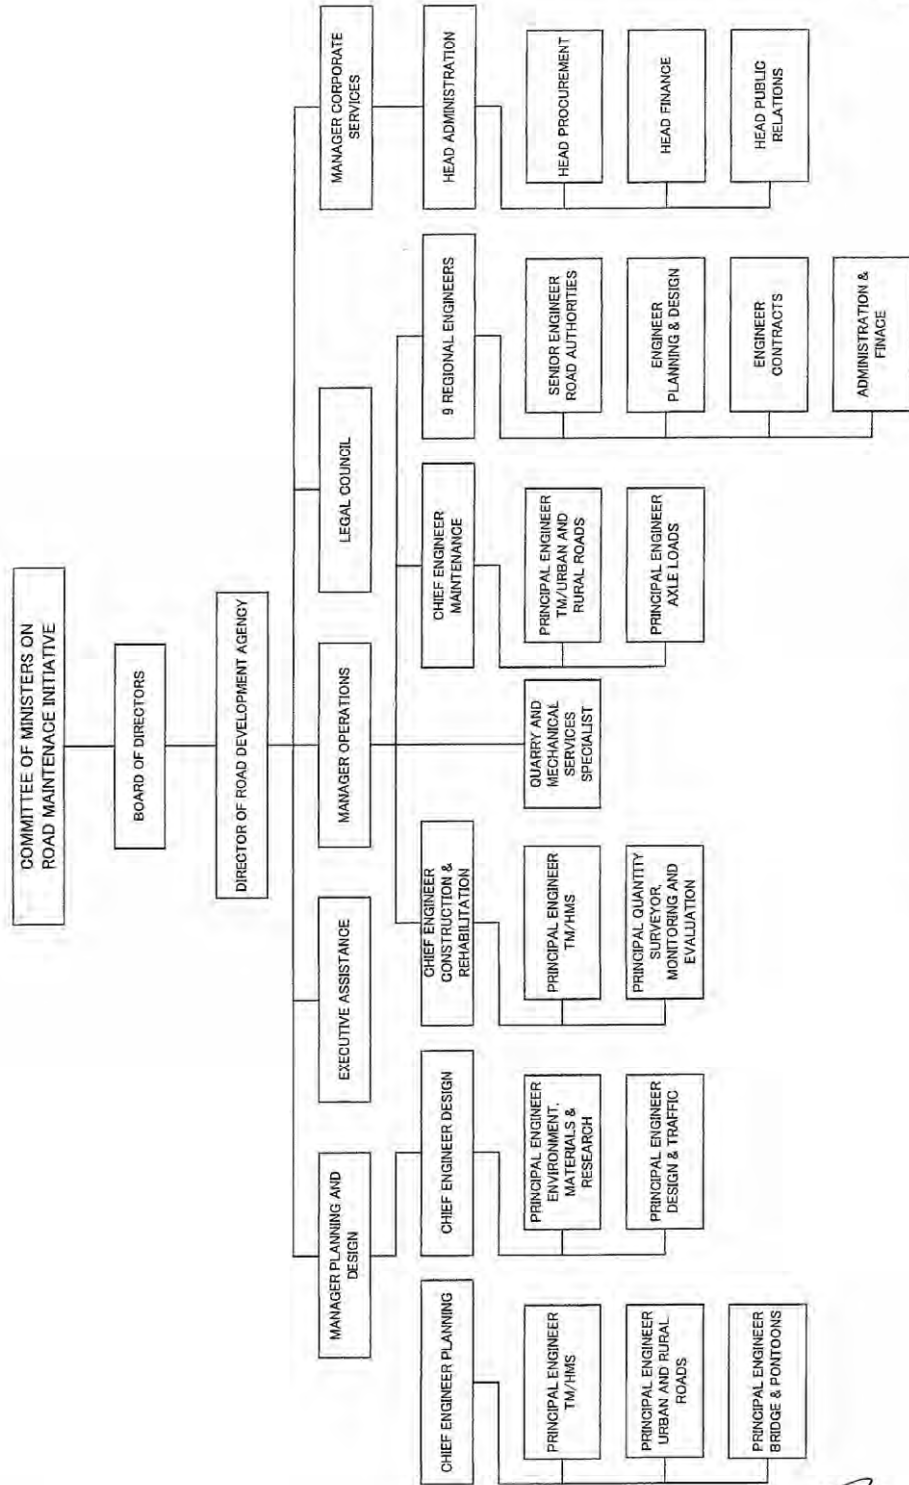 COMMITTEE OF MINISTERS ON
ROAD MAINTENACE INITIATIVE
BOARD OF DIRECTORS
DIRECTOR OF ROAD DEVELOPMENT AGENCY
MANAGER PLANNING AND
DESIGN
EXECUTIVE ASSISTANCE
MANAGER OPERATIONS
LEGAL COUNCIL
MANAGER CORPORATE
SERVICES
CHIEF ENGINEER PLANNING
CHIEF ENGINEER DESIGN
CHIEF ENGINEER
CONSTRUCTION &
REHABILITATION
CHIEF ENGINEER
MAINTENANCE
9 REGIONAL ENGINEERS
HEAD ADMINISTRATION
PRINCIPAL ENGINEER
TM/HMS
PRINCIPAL ENGINEER
URBAN AND RURAL
ROADS
PRINCIPAL ENGINEER
BRIDGE & PONTOONS
PRINCIPAL ENGINEER
ENVIRONMENT,
MATERIALS &
RESEARCH
PRINCIPAL ENGINEER
DESIGN & TRAFFIC
PRINCIPAL ENGINEER
TM/HMS
PRINCIPAL QUANTITY
SURVEYOR,
MONITORING AND
EVALUATION
QUARRY AND
MECHANICAL
SERVICES
SPECIALIST
PRINCIPAL ENGINEER
TM/URBAN AND
RURAL ROADS
PRINCIPAL ENGINEER
AXLE LOADS
SENIOR ENGINEER
ROAD AUTHORITIES
ENGINEER
PLANNING & DESIGN
ENGINEER
CONTRACTS
ADMINISTRATION &
FINACE
HEAD PROCUREMENT
HEAD FINANCE
HEAD PUBLIC
RELATIONS